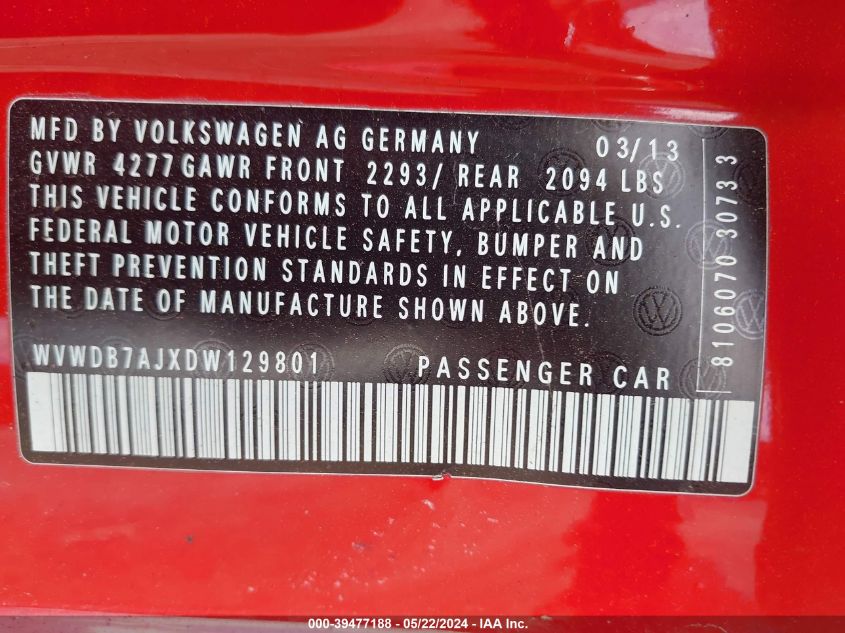 MFD BY VOLKSWAGEN AG GERMANY 03/13
GVWR 4277 GAWR FRONT 2293/ REAR 2094 LBS
THIS VEHICLE CONFORMS TO ALL APPLICABLE U.S.
FEDERAL MOTOR VEHICLE SAFETY, BUMPER AND
THEFT PREVENTION STANDARDS IN EFFECT ON
THE DATE OF MANUFACTURE SHOWN ABOVE.
WVWDB7AJXDW129801 PASSENGER CAR
8106070 30733
000-39477188 - 05/22/2024 - IAA Inc.